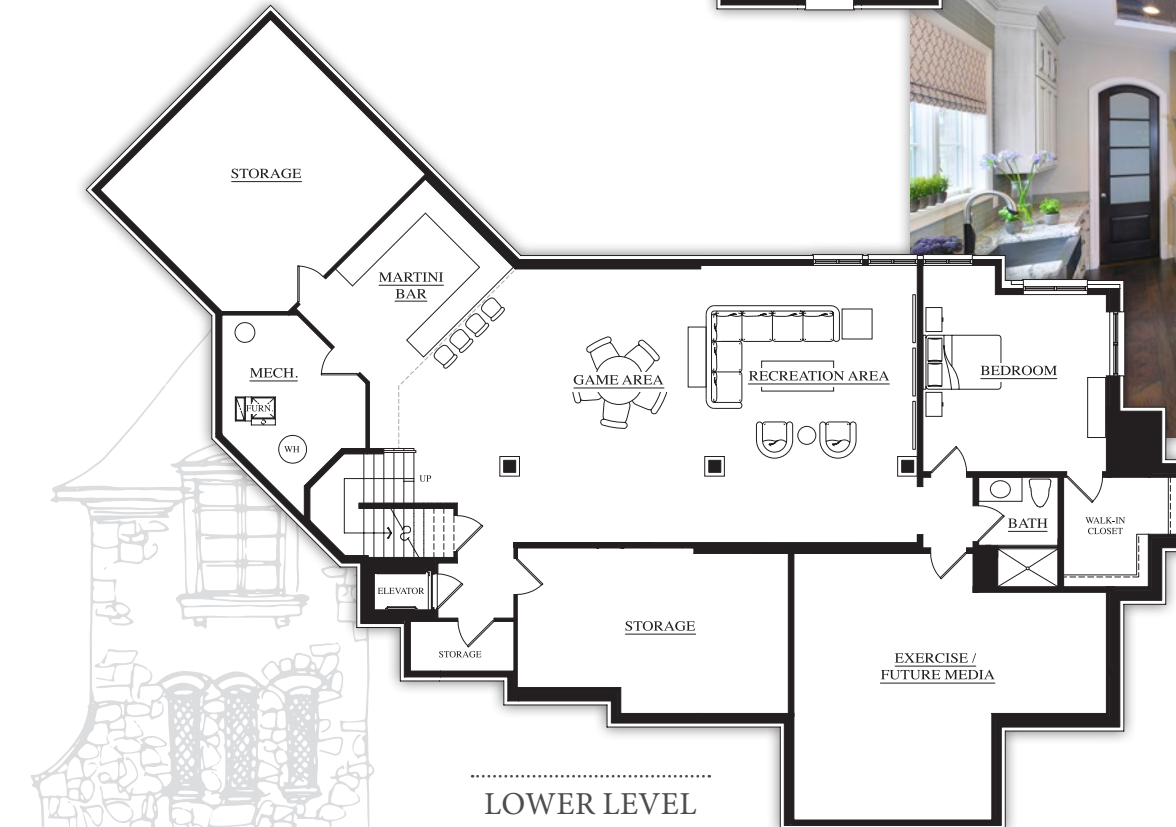 STORAGE
MARTINI
BAR
MECH.
FURN.
WH
UP
GAME AREA
RECREATION AREA
BEDROOM
BATH
WALK-IN
CLOSET
ELEVATOR
STORAGE
STORAGE
EXERCISE /
FUTURE MEDIA
LOWER LEVEL